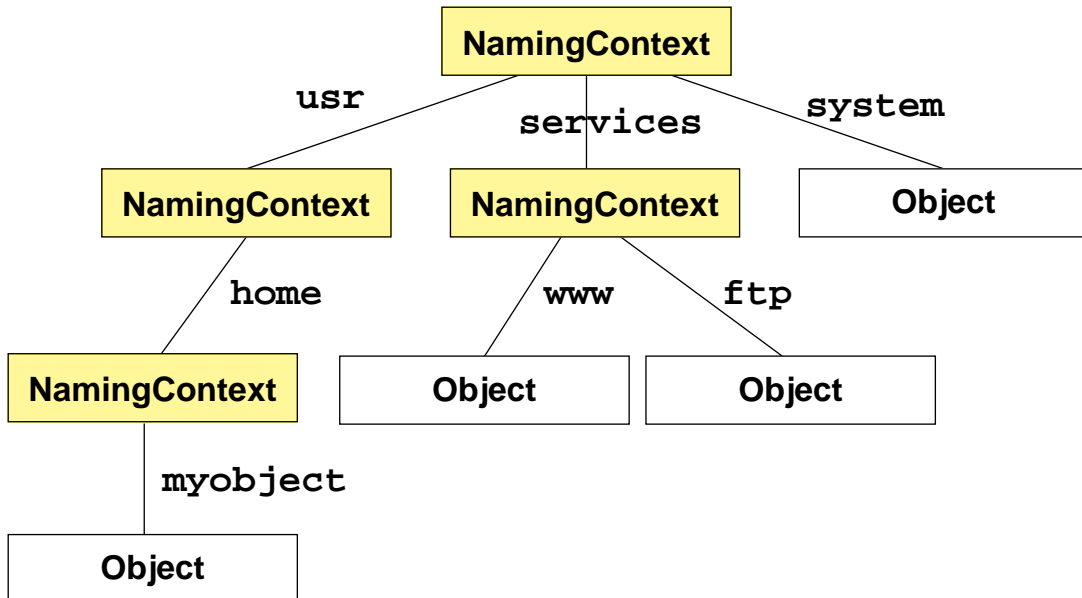 NamingContext
usr
services
system
NamingContext
NamingContext
Object
home
www
ftp
NamingContext
Object
Object
myobject
Object